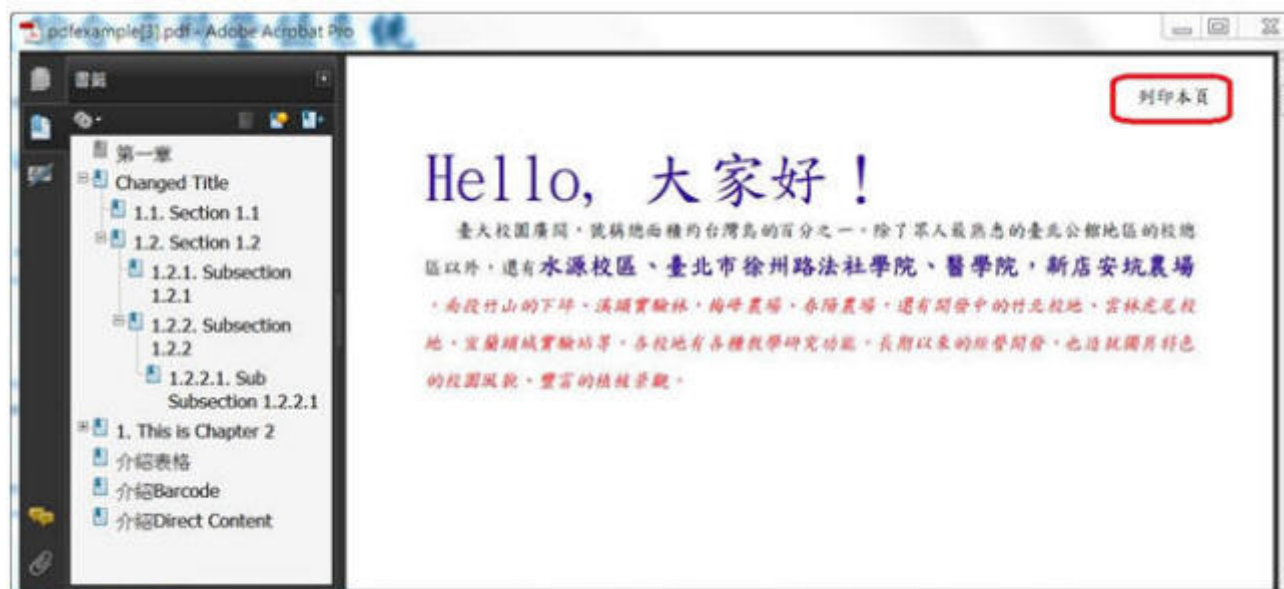 pdfexample[3].pdf - Adobe Acrobat Pro
書籤
列印本頁
第一章
Changed Title
1.1. Section 1.1
1.2. Section 1.2
1.2.1. Subsection
1.2.1
1.2.2. Subsection
1.2.2
1.2.2.1. Sub
Subsection 1.2.2.1
1. This is Chapter 2
介紹表格
介紹Barcode
介紹Direct Content
Hello, 大家好！
臺大校園廣闊，號稱總面積約台灣島的百分之一。除了眾人最熟悉的臺北公館地區的校總
區以外，還有水源校區、臺北市徐州路法社學院、醫學院，新店安坑農場
，南投竹山的下坪、溪頭實驗林，梅峰農場、春陽農場，還有開發中的竹北校地、雲林虎尾校
地、宜蘭頭城實驗站等。各校地有各種教學研究功能，長期以來的經營開發，也造就獨具特色
的校園風貌、豐富的植被景觀。